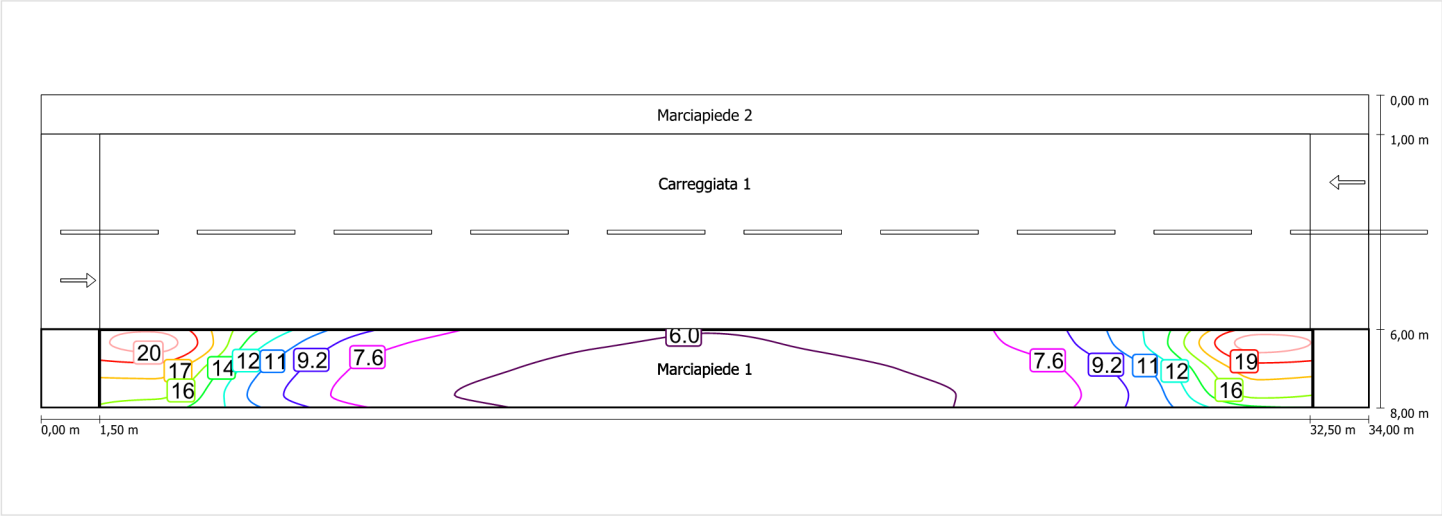 0,00 m
Marciapiede 2
1,00 m
Carreggiata 1
6,00 m
6.0
20
17
16
14
12
11
9.2
7.6
Marciapiede 1
7.6
9.2
11
12
16
19
8,00 m
0,00 m
1,50 m
32,50 m
34,00 m